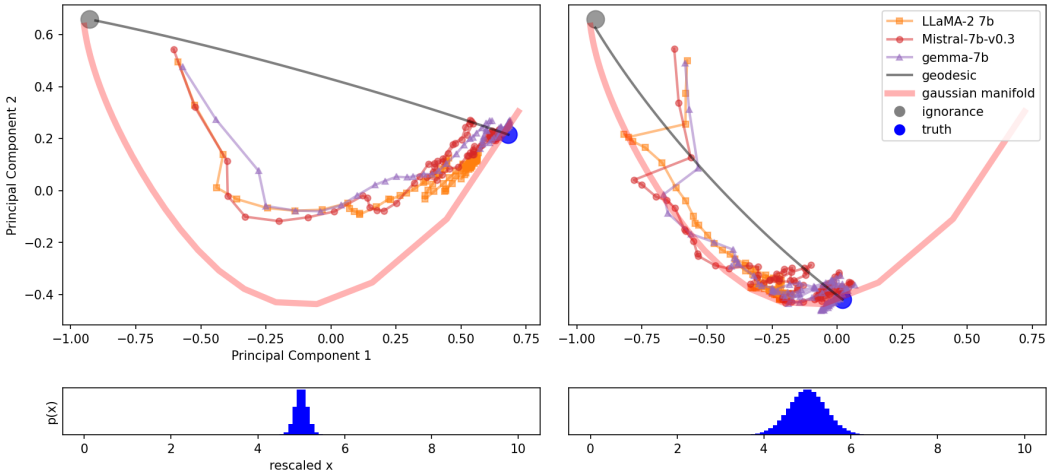 LLaMA-2 7b
Mistral-7b-v0.3
gemma-7b
geodesic
gaussian manifold
ignorance
truth
Principal Component 2
0.6
0.4
0.2
0.0
−0.2
−0.4
−1.00 −0.75 −0.50 −0.25 0.00 0.25 0.50 0.75
−1.00 −0.75 −0.50 −0.25 0.00 0.25 0.50 0.75
Principal Component 1
p(x)
0 2 4 6 8 10
0 2 4 6 8 10
rescaled x